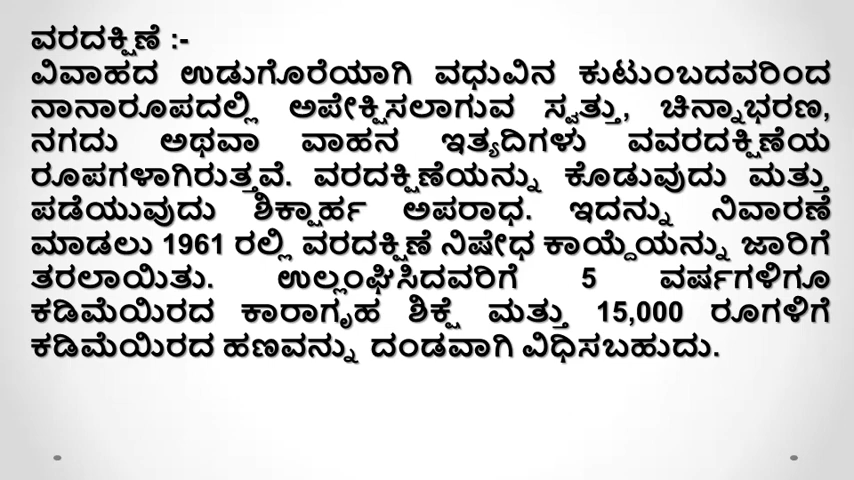 ವರದಕ್ಷಿಣೆ :-
ವಿವಾಹದ ಉಡುಗೊರೆಯಾಗಿ ವಧುವಿನ ಕುಟುಂಬದವರಿಂದ
ನಾನಾರೂಪದಲ್ಲಿ ಅಪೇಕ್ಷಿಸಲಾಗುವ ಸ್ವತ್ತು, ಚಿನ್ನಾಭರಣ,
ನಗದು ಅಥವಾ ವಾಹನ ಇತ್ಯದಿಗಳು ವವರದಕ್ಷಿಣೆಯ
ರೂಪಗಳಾಗಿರುತ್ತವೆ. ವರದಕ್ಷಿಣೆಯನ್ನು ಕೊಡುವುದು ಮತ್ತು
ಪಡೆಯುವುದು ಶಿಕ್ಷಾರ್ಹ ಅಪರಾಧ. ಇದನ್ನು ನಿವಾರಣೆ
ಮಾಡಲು 1961 ರಲ್ಲಿ ವರದಕ್ಷಿಣೆ ನಿಷೇಧ ಕಾಯ್ದೆಯನ್ನು ಜಾರಿಗೆ
ತರಲಾಯಿತು. ಉಲ್ಲಂಘಿಸಿದವರಿಗೆ 5 ವರ್ಷಗಳಿಗೂ
ಕಡಿಮೆಯಿರದ ಕಾರಾಗೃಹ ಶಿಕ್ಷೆ ಮತ್ತು 15,000 ರೂಗಳಿಗೆ
ಕಡಿಮೆಯಿರದ ಹಣವನ್ನು ದಂಡವಾಗಿ ವಿಧಿಸಬಹುದು.